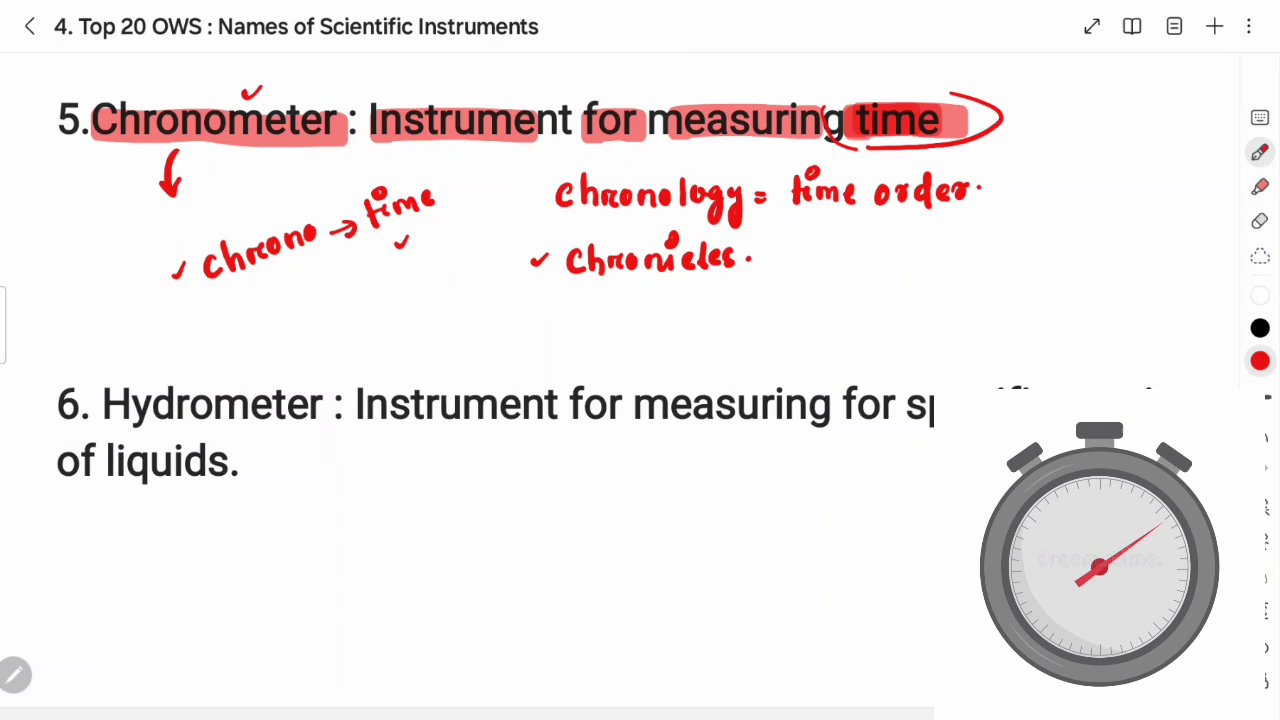 4. Top 20 OWS : Names of Scientific Instruments
5.Chronometer : Instrument for measuring time
chrono → time
chronology = time order.
chronicles.
6. Hydrometer : Instrument for measuring for
of liquids.